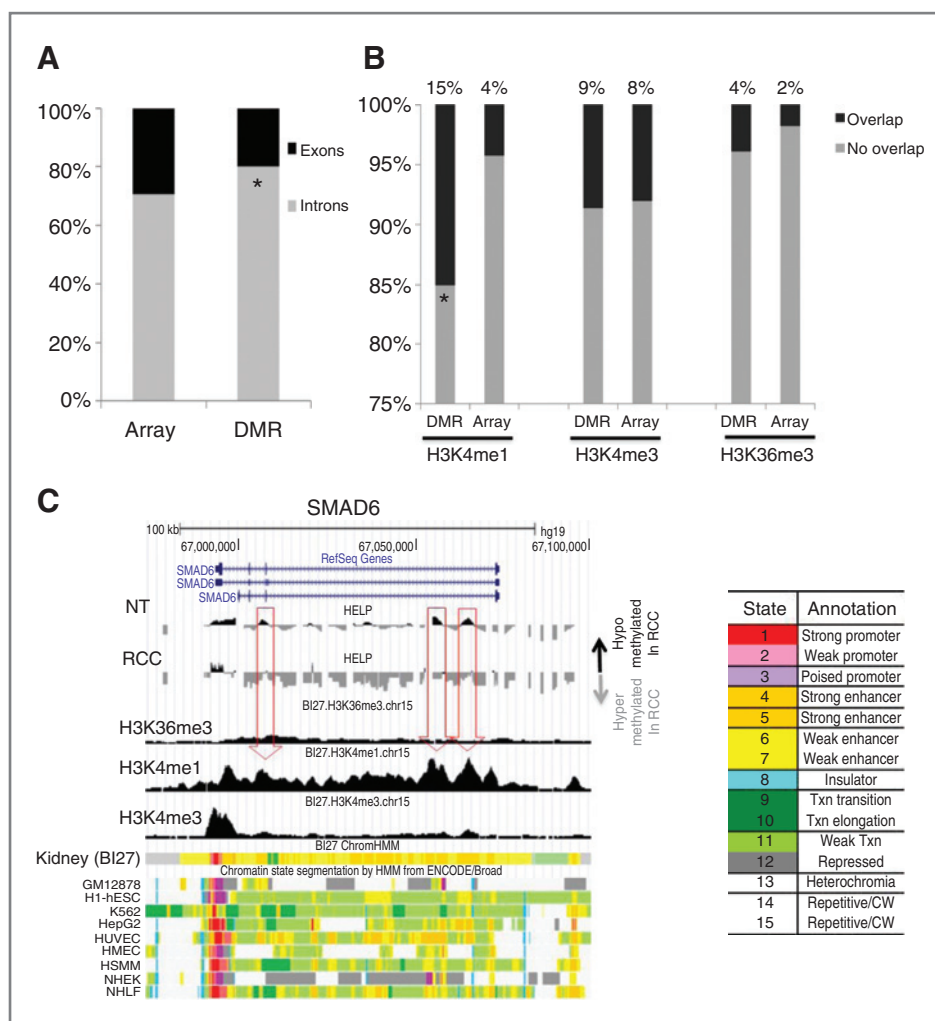 A
100%
80%
60%
40%
20%
0%
*
Exons
Introns
Array
DMR
B
15% 4% 9% 8% 4% 2%
100%
95%
90%
85%
80%
75%
*
Overlap
No overlap
DMR Array DMR Array DMR Array
H3K4me1 H3K4me3 H3K36me3
C
SMAD6
100 kb hg19
67,000,000 67,050,000 67,100,000
RefSeq Genes
SMAD6
SMAD6
SMAD6
NT
HELP
RCC
HELP
Hypo
methylated
In RCC
Hyper
methylated
In RCC
BI27.H3K36me3.chr15
H3K36me3
BI27.H3K4me1.chr15
H3K4me1
BI27.H3K4me3.chr15
H3K4me3
BI27 ChromHMM
Kidney (BI27)
Chromatin state segmentation by HMM from ENCODE/Broad
GM12878
H1-hESC
K562
HepG2
HUVEC
HMEC
HSMM
NHEK
NHLF
State Annotation
1 Strong promoter
2 Weak promoter
3 Poised promoter
4 Strong enhancer
5 Strong enhancer
6 Weak enhancer
7 Weak enhancer
8 Insulator
9 Txn transition
10 Txn elongation
11 Weak Txn
12 Repressed
13 Heterochromia
14 Repetitive/CW
15 Repetitive/CW